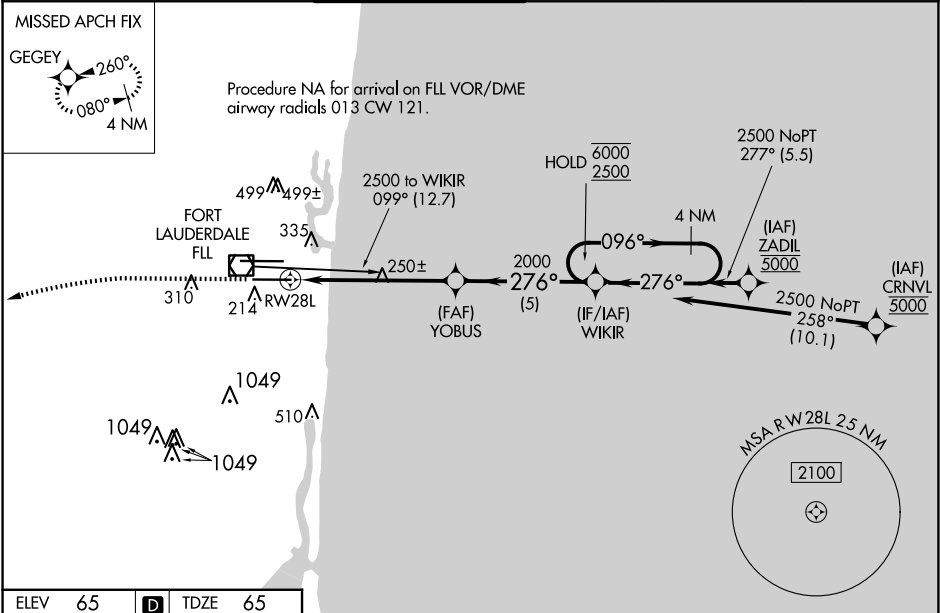 MISSED APCH FIX
GEGEY
260°
080°
4 NM
Procedure NA for arrival on FLL VOR/DME
airway radials 013 CW 121.
2500 NoPT
277° (5.5)
HOLD 6000
2500
2500 to WIKIR
099° (12.7)
499 499±
FORT
LAUDERDALE
FLL
335
4 NM
096°
(IAF)
ZADIL
5000
(IAF)
CRNVL
5000
250±
2000
276°
(5)
276°
310
214
RW28L
(FAF)
YOBUS
(IF/IAF)
WIKIR
2500 NoPT
258°
(10.1)
1049
510
1049
1049
MSA RW28L 25 NM
2100
ELEV 65 D TDZE 65